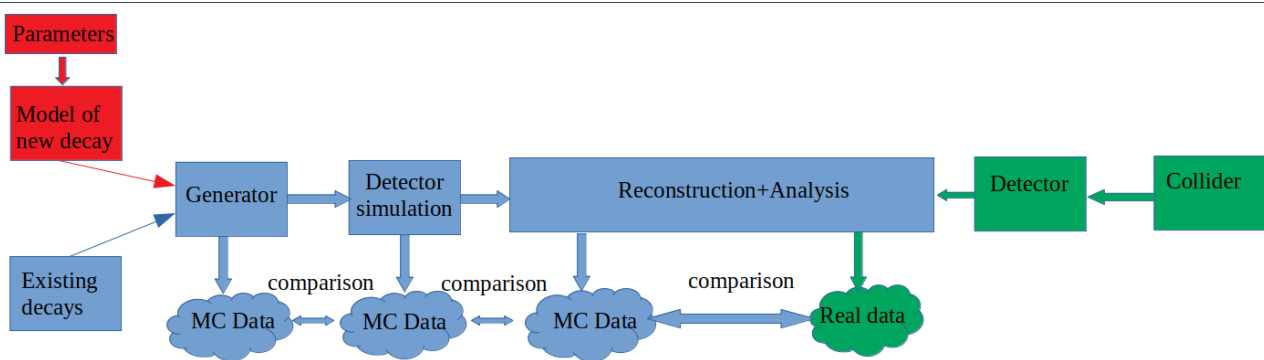 Parameters
Model of
new decay
Generator
Detector
simulation
Reconstruction+Analysis
Detector
Collider
Existing
decays
comparison
comparison
comparison
MC Data
MC Data
MC Data
Real data